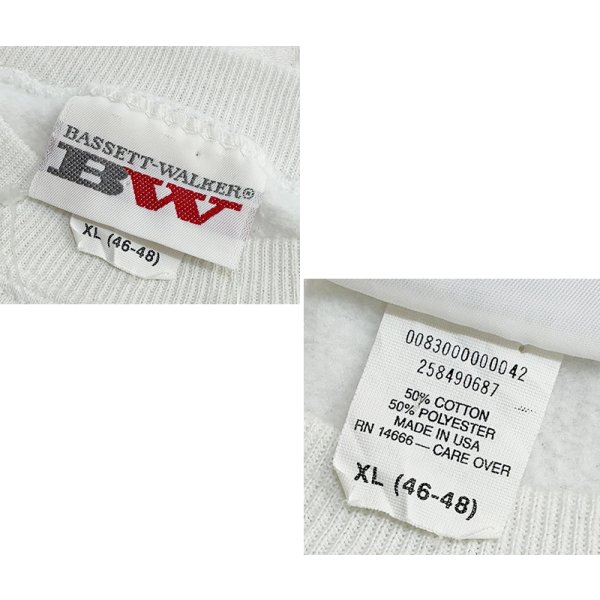 BASSETT-WALKER®
BW
XL (46-48)
0083000000042
258490687
50% COTTON
50% POLYESTER
MADE IN USA
RN 14666 — CARE OVER
XL (46-48)